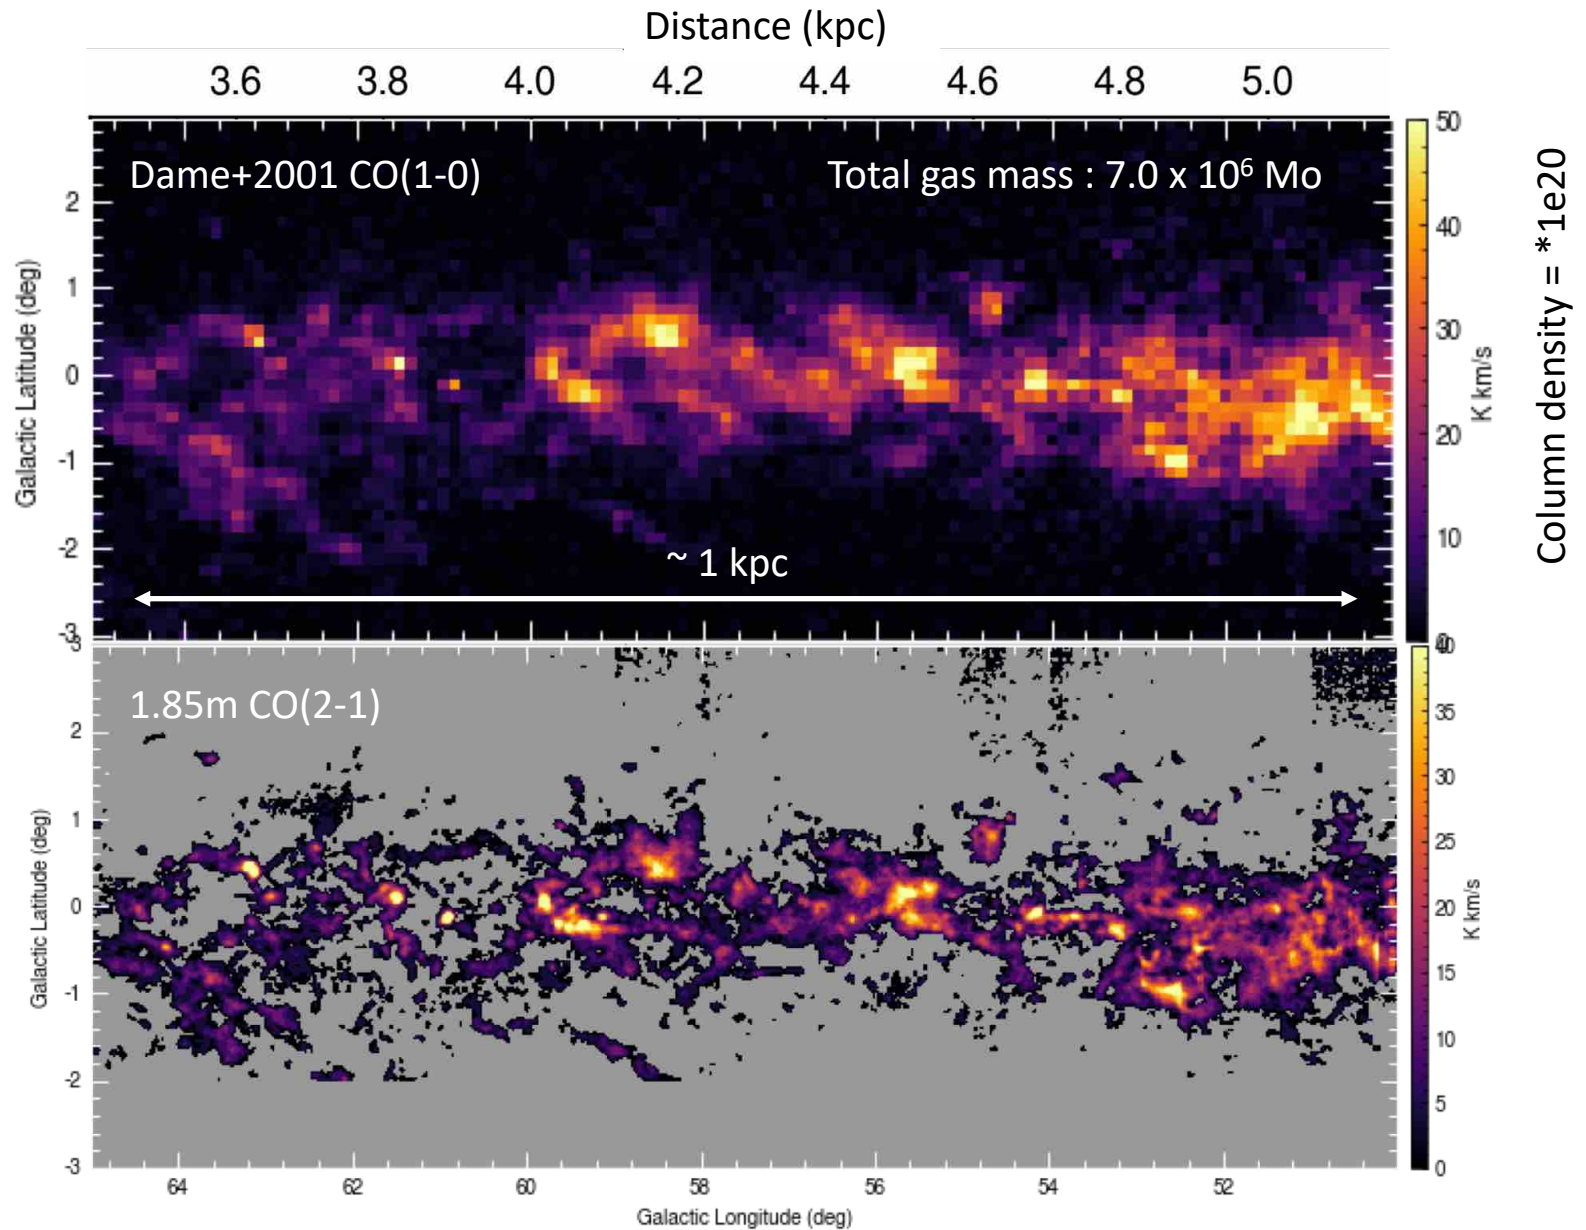 Distance (kpc)
3.6 3.8 4.0 4.2 4.4 4.6 4.8 5.0
Dame+2001 CO(1-0)
Total gas mass : 7.0 x 10⁶ Mo
Galactic Latitude (deg)
2
1
0
-1
-2
-3
~ 1 kpc
50
40
30
20
10
K km/s
Column density = *1e20
1.85m CO(2-1)
Galactic Latitude (deg)
2
1
0
-1
-2
-3
35
30
25
20
15
10
5
0
K km/s
64 62 60 58 56 54 52
Galactic Longitude (deg)